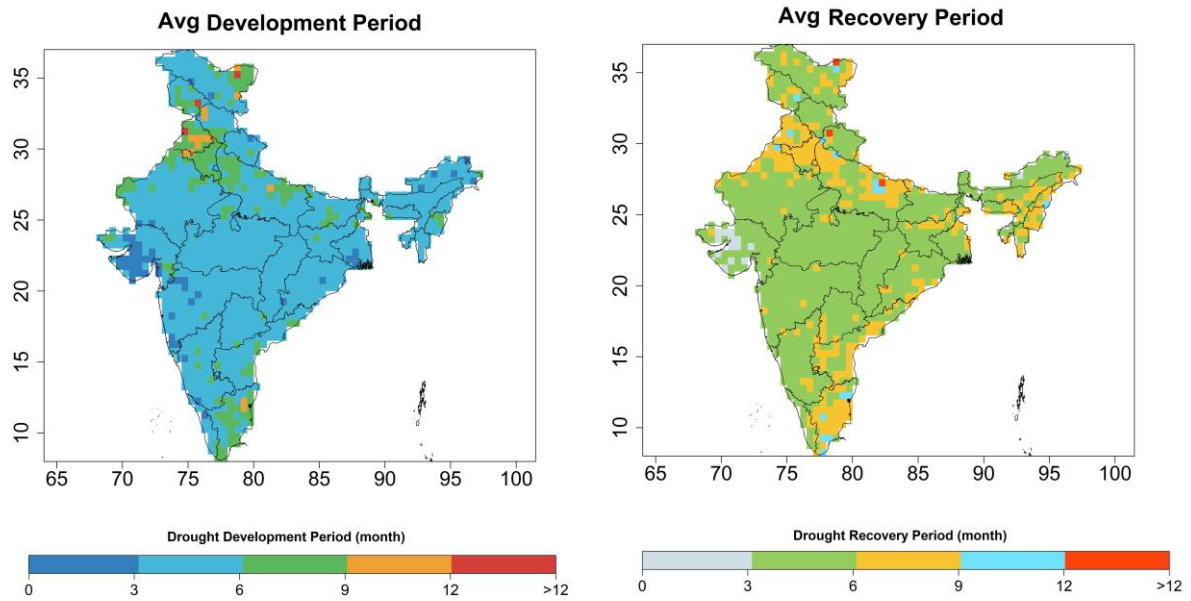 Avg Development Period
35
30
25
20
15
10
65 70 75 80 85 90 95 100
Drought Development Period (month)
0 3 6 9 12 >12
Avg Recovery Period
35
30
25
20
15
10
65 70 75 80 85 90 95 100
Drought Recovery Period (month)
0 3 6 9 12 >12